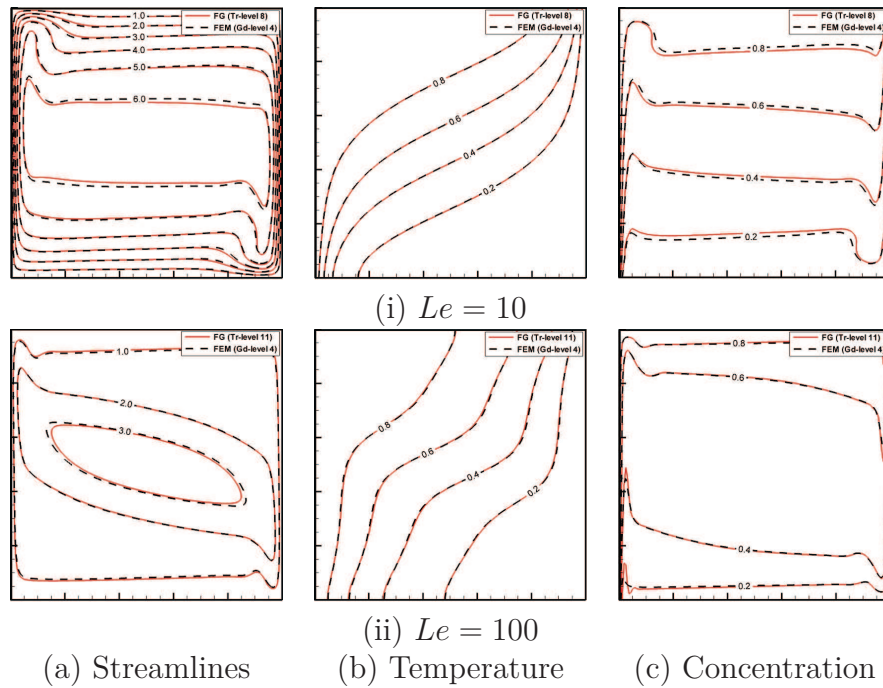 FG (Tr-level 8)
FEM (Gd-level 4)
1.0
2.0
3.0
4.0
5.0
6.0
FG (Tr-level 8)
FEM (Gd-level 4)
0.8
0.6
0.4
0.2
FG (Tr-level 8)
FEM (Gd-level 4)
0.8
0.6
0.4
0.2
(i) Le = 10
FG (Tr-level 11)
FEM (Gd-level 4)
1.0
2.0
3.0
FG (Tr-level 11)
FEM (Gd-level 4)
0.8
0.6
0.4
0.2
FG (Tr-level 11)
FEM (Gd-level 4)
0.8
0.6
0.4
0.2
(ii) Le = 100
(a) Streamlines
(b) Temperature
(c) Concentration